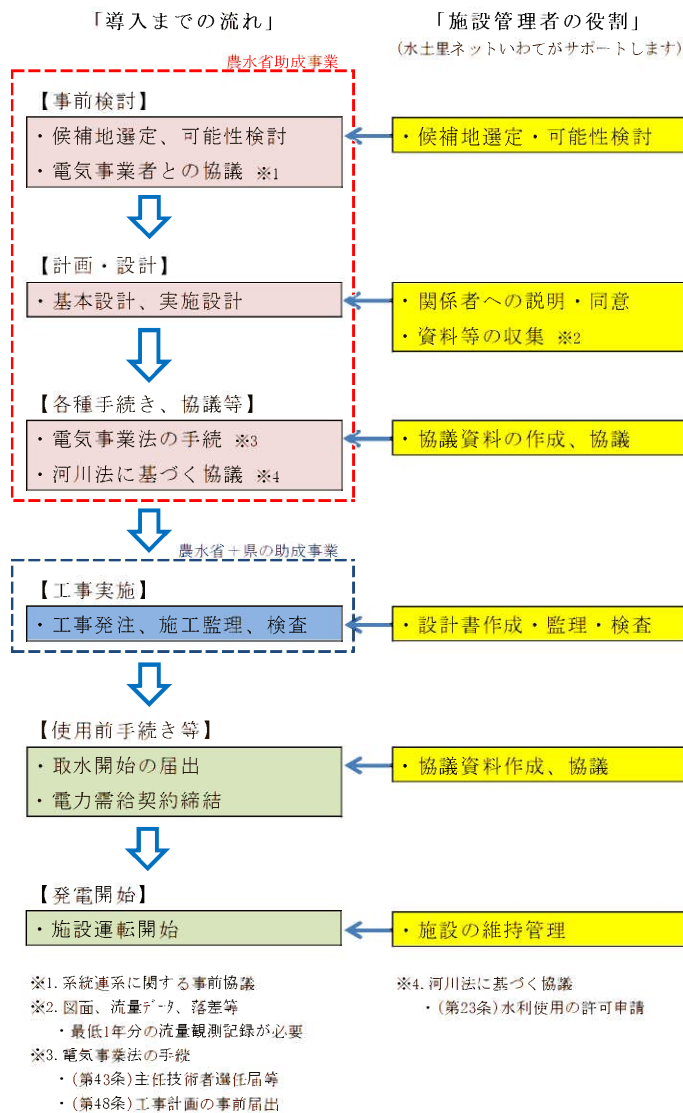 「導入までの流れ」
「施設管理者の役割」
(水土里ネットいわてがサポートします)
農水省助成事業
【事前検討】
・候補地選定、可能性検討
・電気事業者との協議 ※1
・候補地選定・可能性検討
【計画・設計】
・基本設計、実施設計
・関係者への説明・同意
・資料等の収集 ※2
【各種手続き、協議等】
・電気事業法の手続 ※3
・河川法に基づく協議 ※4
・協議資料の作成、協議
農水省＋県の助成事業
【工事実施】
・工事発注、施工監理、検査
・設計書作成・監理・検査
【使用前手続き等】
・取水開始の届出
・電力需給契約締結
・協議資料作成、協議
【発電開始】
・施設運転開始
・施設の維持管理
※1. 系統連系に関する事前協議
※2. 図面、流量ﾃﾞｰﾀ、落差等
・最低1年分の流量観測記録が必要
※3. 電気事業法の手続
・(第43条)主任技術者選任届等
・(第48条)工事計画の事前届出
※4. 河川法に基づく協議
・(第23条)水利使用の許可申請